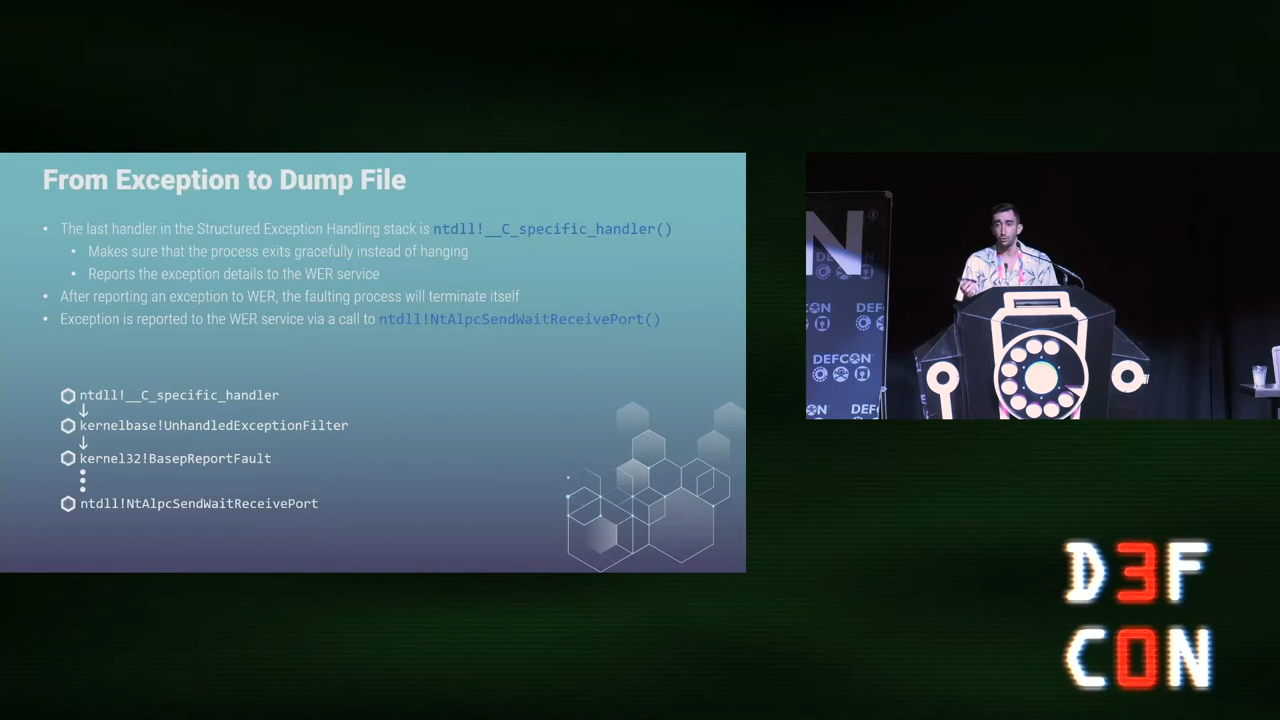 From Exception to Dump File
• The last handler in the Structured Exception Handling stack is ntdll!__C_specific_handler()
• Makes sure that the process exits gracefully instead of hanging
• Reports the exception details to the WER service
• After reporting an exception to WER, the faulting process will terminate itself
• Exception is reported to the WER service via a call to ntdll!NtAlpcSendWaitReceivePort()
ntdll!__C_specific_handler
kernelbase!UnhandledExceptionFilter
kernel32!BasepReportFault
ntdll!NtAlpcSendWaitReceivePort
N
DEFCON
DEFCON
DEFCON
D3F
C0N